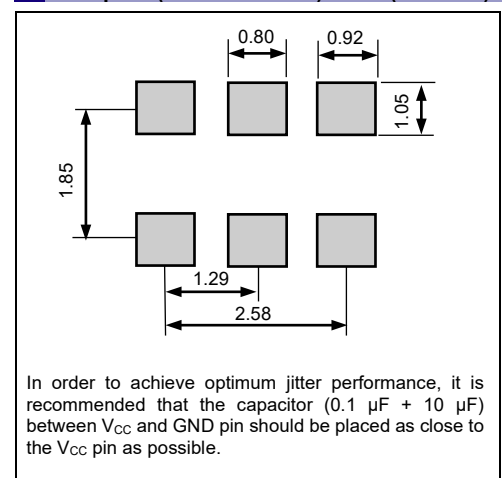 0.80
0.92
1.05
1.85
1.29
2.58
In order to achieve optimum jitter performance, it is
recommended that the capacitor (0.1 µF + 10 µF)
between VCC and GND pin should be placed as close to
the VCC pin as possible.